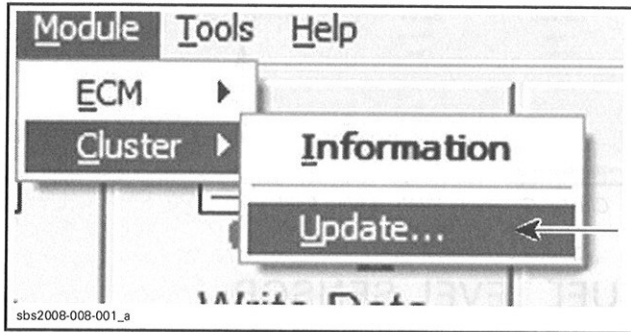 Module Tools Help
ECM
Cluster
Information
Update...
Write Data
sbs2008-008-001_a